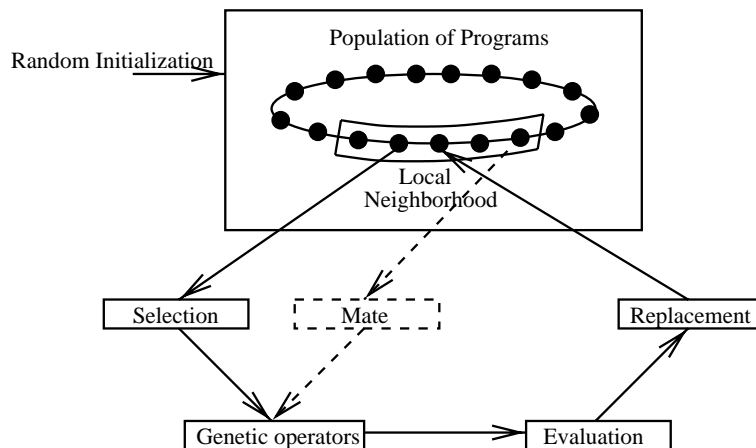 Population of Programs
Random Initialization
Local
Neighborhood
Selection
Mate
Replacement
Genetic operators
Evaluation